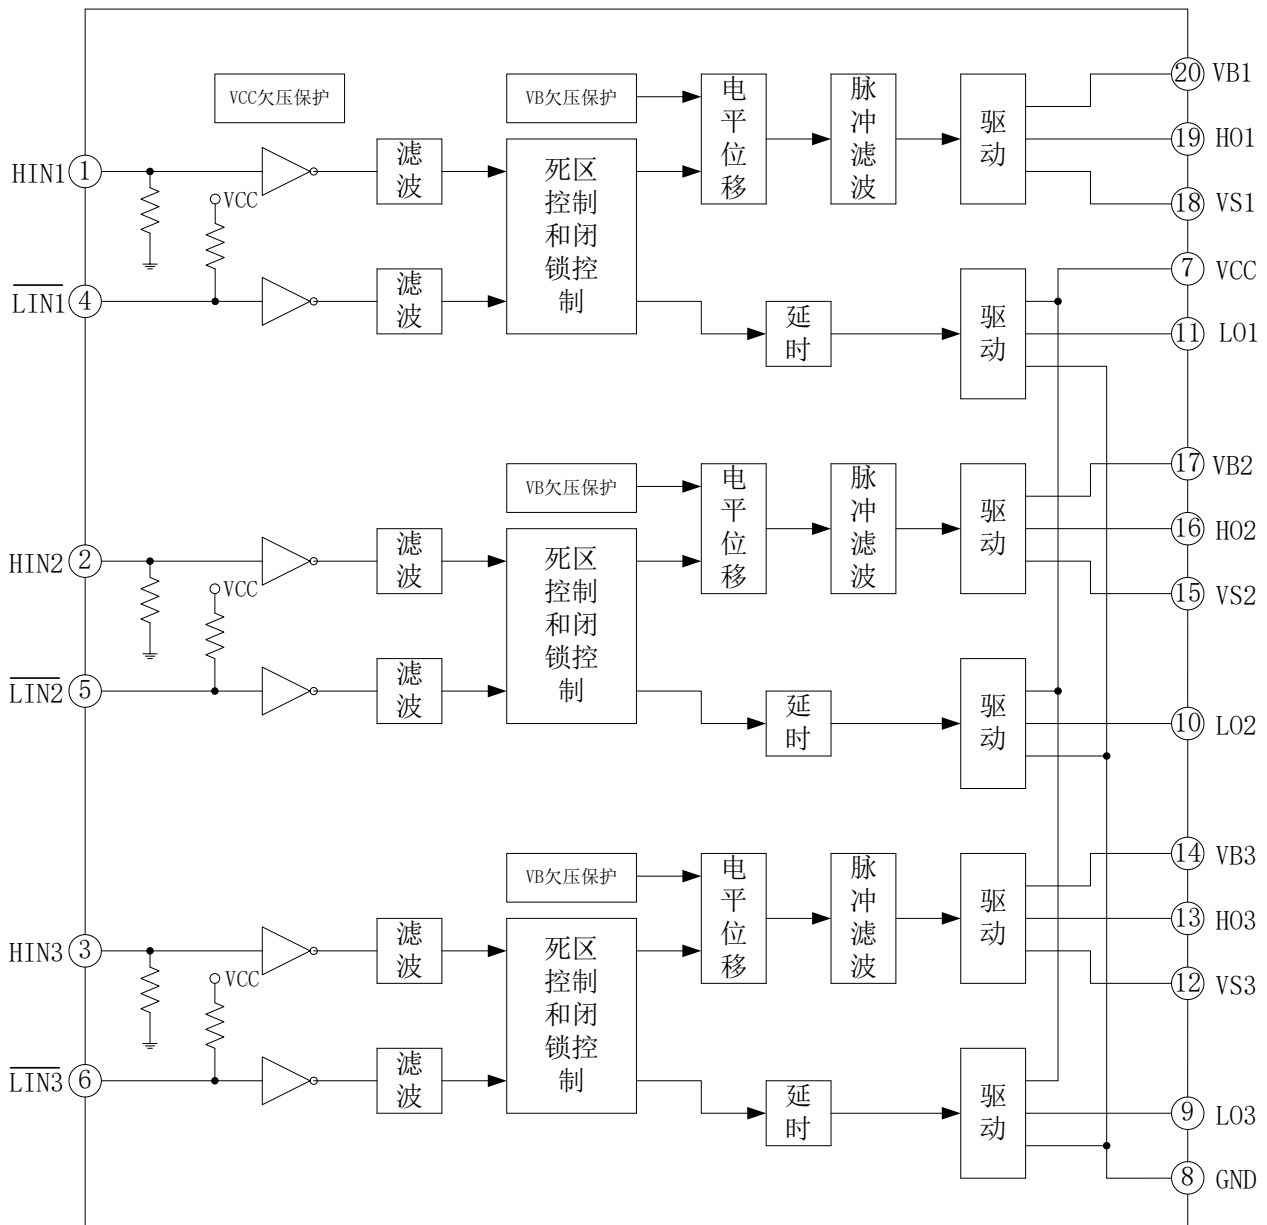 VCC欠压保护
VB欠压保护
电平位移
脉冲滤波
驱动
20 VB1
19 HO1
18 VS1
HIN1 1
滤波
死区控制和闭锁控制
VCC
7 VCC
LIN1 4
滤波
延时
驱动
11 LO1
VB欠压保护
电平位移
脉冲滤波
驱动
17 VB2
16 HO2
15 VS2
HIN2 2
滤波
死区控制和闭锁控制
VCC
LIN2 5
滤波
延时
驱动
10 LO2
VB欠压保护
电平位移
脉冲滤波
驱动
14 VB3
13 HO3
12 VS3
HIN3 3
滤波
死区控制和闭锁控制
VCC
LIN3 6
滤波
延时
驱动
9 LO3
8 GND